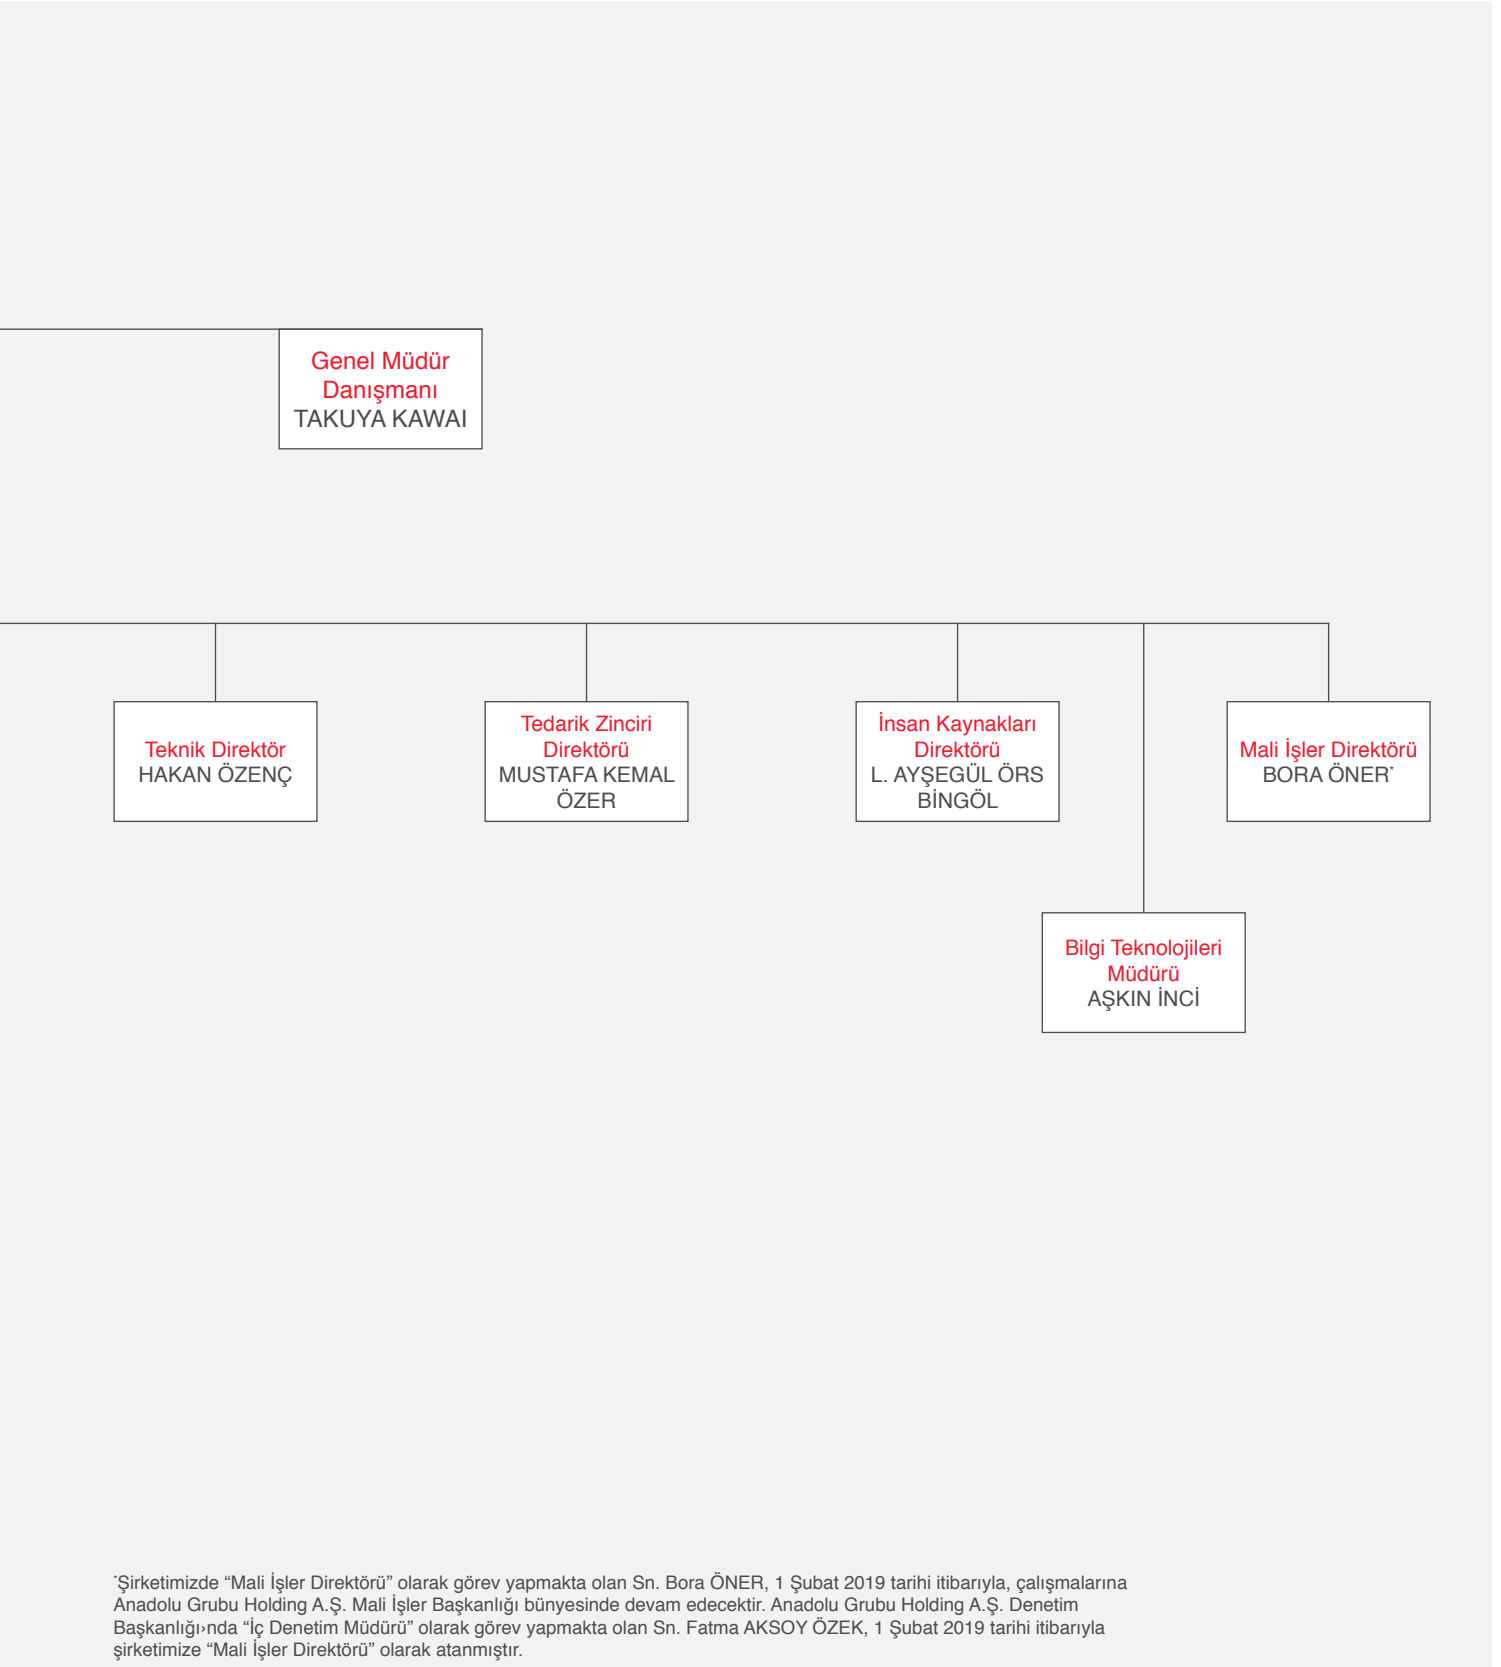 Genel Müdür
Danışmanı
TAKUYA KAWAI
Teknik Direktör
HAKAN ÖZENÇ
Tedarik Zinciri
Direktörü
MUSTAFA KEMAL
ÖZER
İnsan Kaynakları
Direktörü
L. AYŞEGÜL ÖRS
BİNGÖL
Mali İşler Direktörü
BORA ÖNER*
Bilgi Teknolojileri
Müdürü
AŞKIN İNCİ
*Şirketimizde “Mali İşler Direktörü” olarak görev yapmakta olan Sn. Bora ÖNER, 1 Şubat 2019 tarihi itibarıyla, çalışmalarına
Anadolu Grubu Holding A.Ş. Mali İşler Başkanlığı bünyesinde devam edecektir. Anadolu Grubu Holding A.Ş. Denetim
Başkanlığı›nda “İç Denetim Müdürü” olarak görev yapmakta olan Sn. Fatma AKSOY ÖZEK, 1 Şubat 2019 tarihi itibarıyla
şirketimize “Mali İşler Direktörü” olarak atanmıştır.